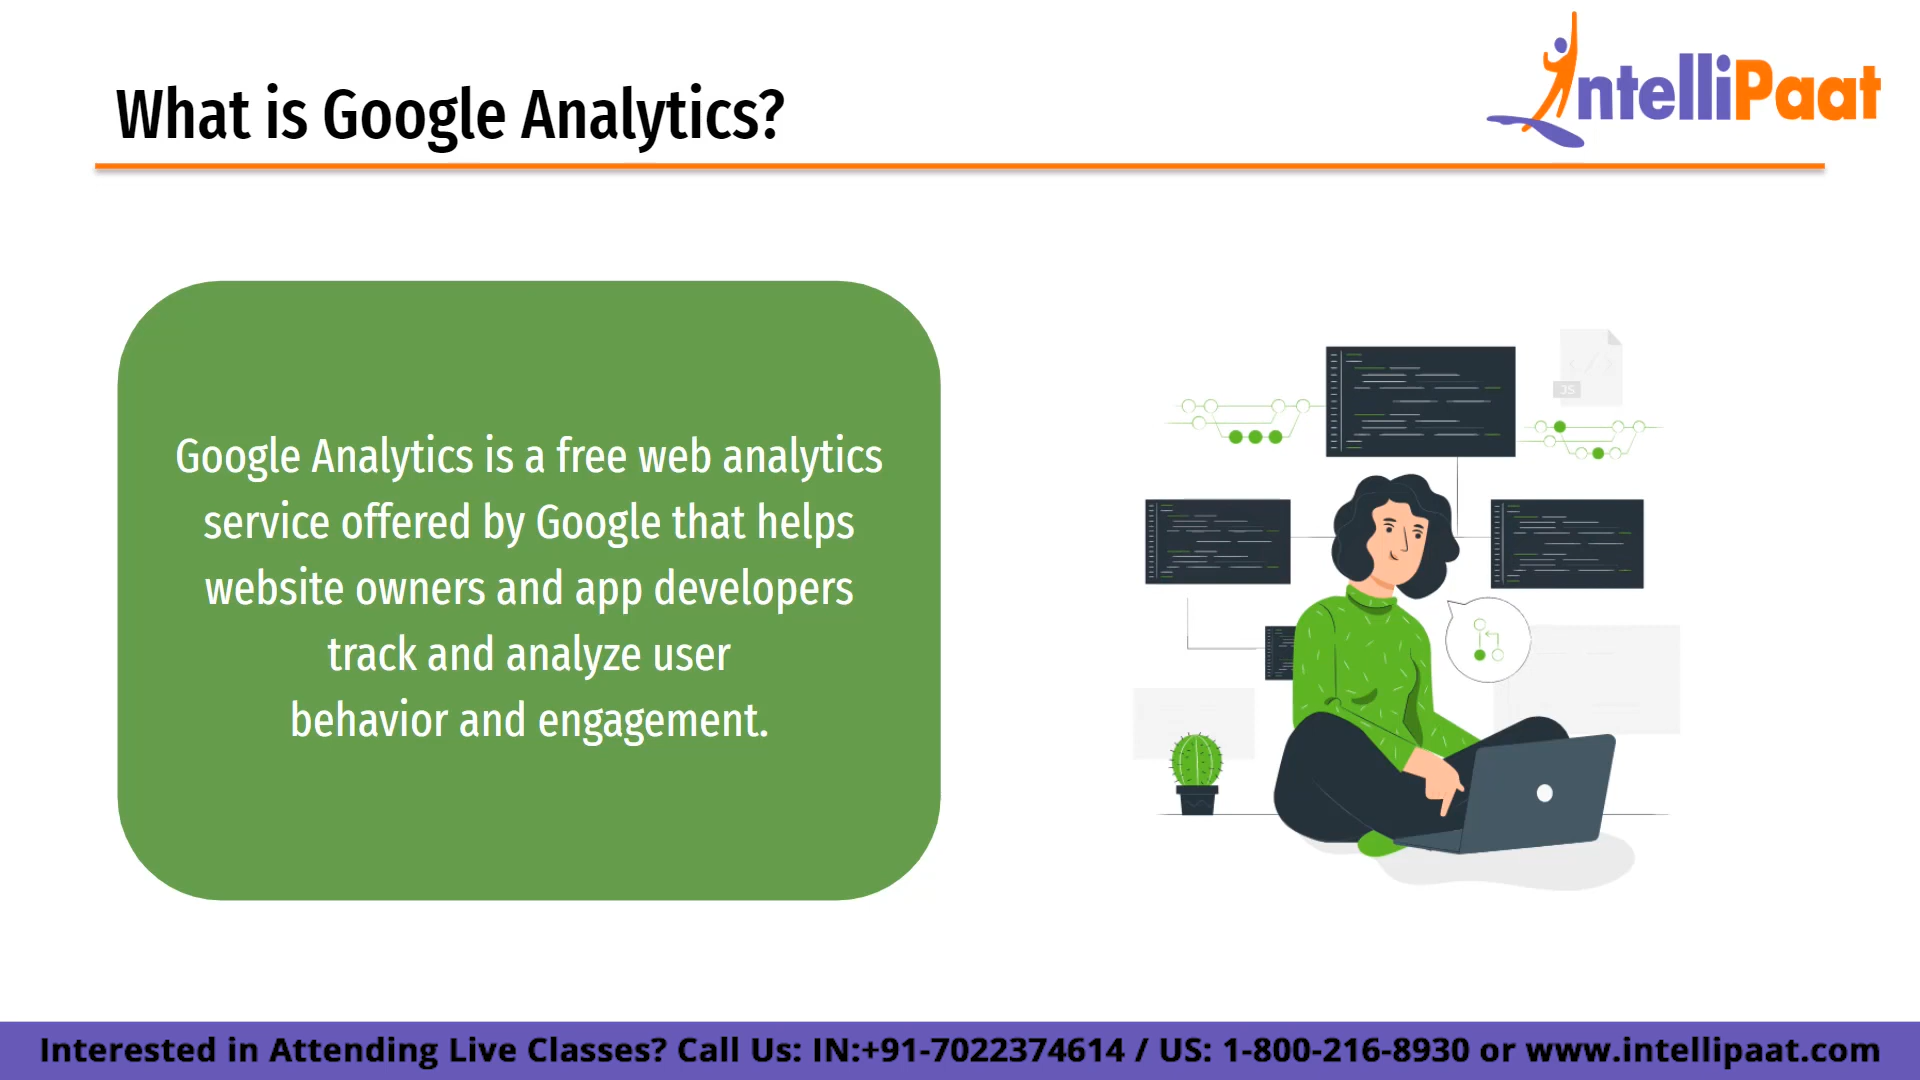 What is Google Analytics?
IntelliPaat
Google Analytics is a free web analytics
service offered by Google that helps
website owners and app developers
track and analyze user
behavior and engagement.
JS
Interested in Attending Live Classes? Call Us: IN:+91-7022374614 / US: 1-800-216-8930 or www.intellipaat.com